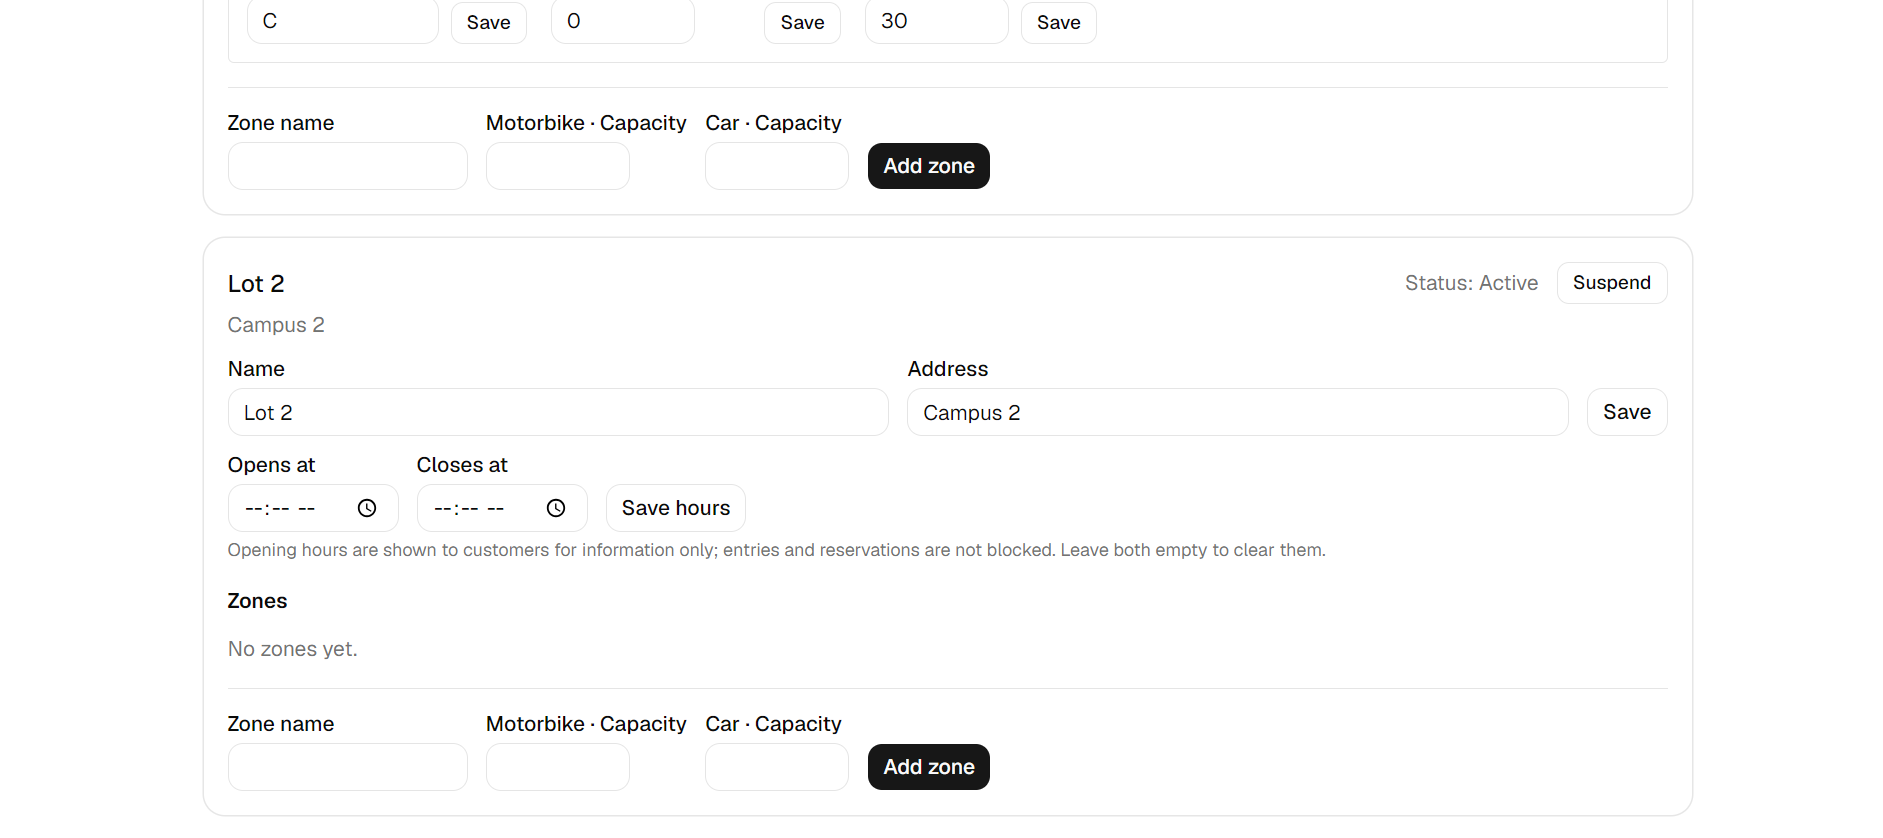 C Save 0 Save 30 Save
Zone name Motorbike · Capacity Car · Capacity
Add zone
Lot 2 Status: Active Suspend
Campus 2
Name Address
Lot 2 Campus 2 Save
Opens at Closes at
--:-- -- --:-- -- Save hours
Opening hours are shown to customers for information only; entries and reservations are not blocked. Leave both empty to clear them.
Zones
No zones yet.
Zone name Motorbike · Capacity Car · Capacity
Add zone